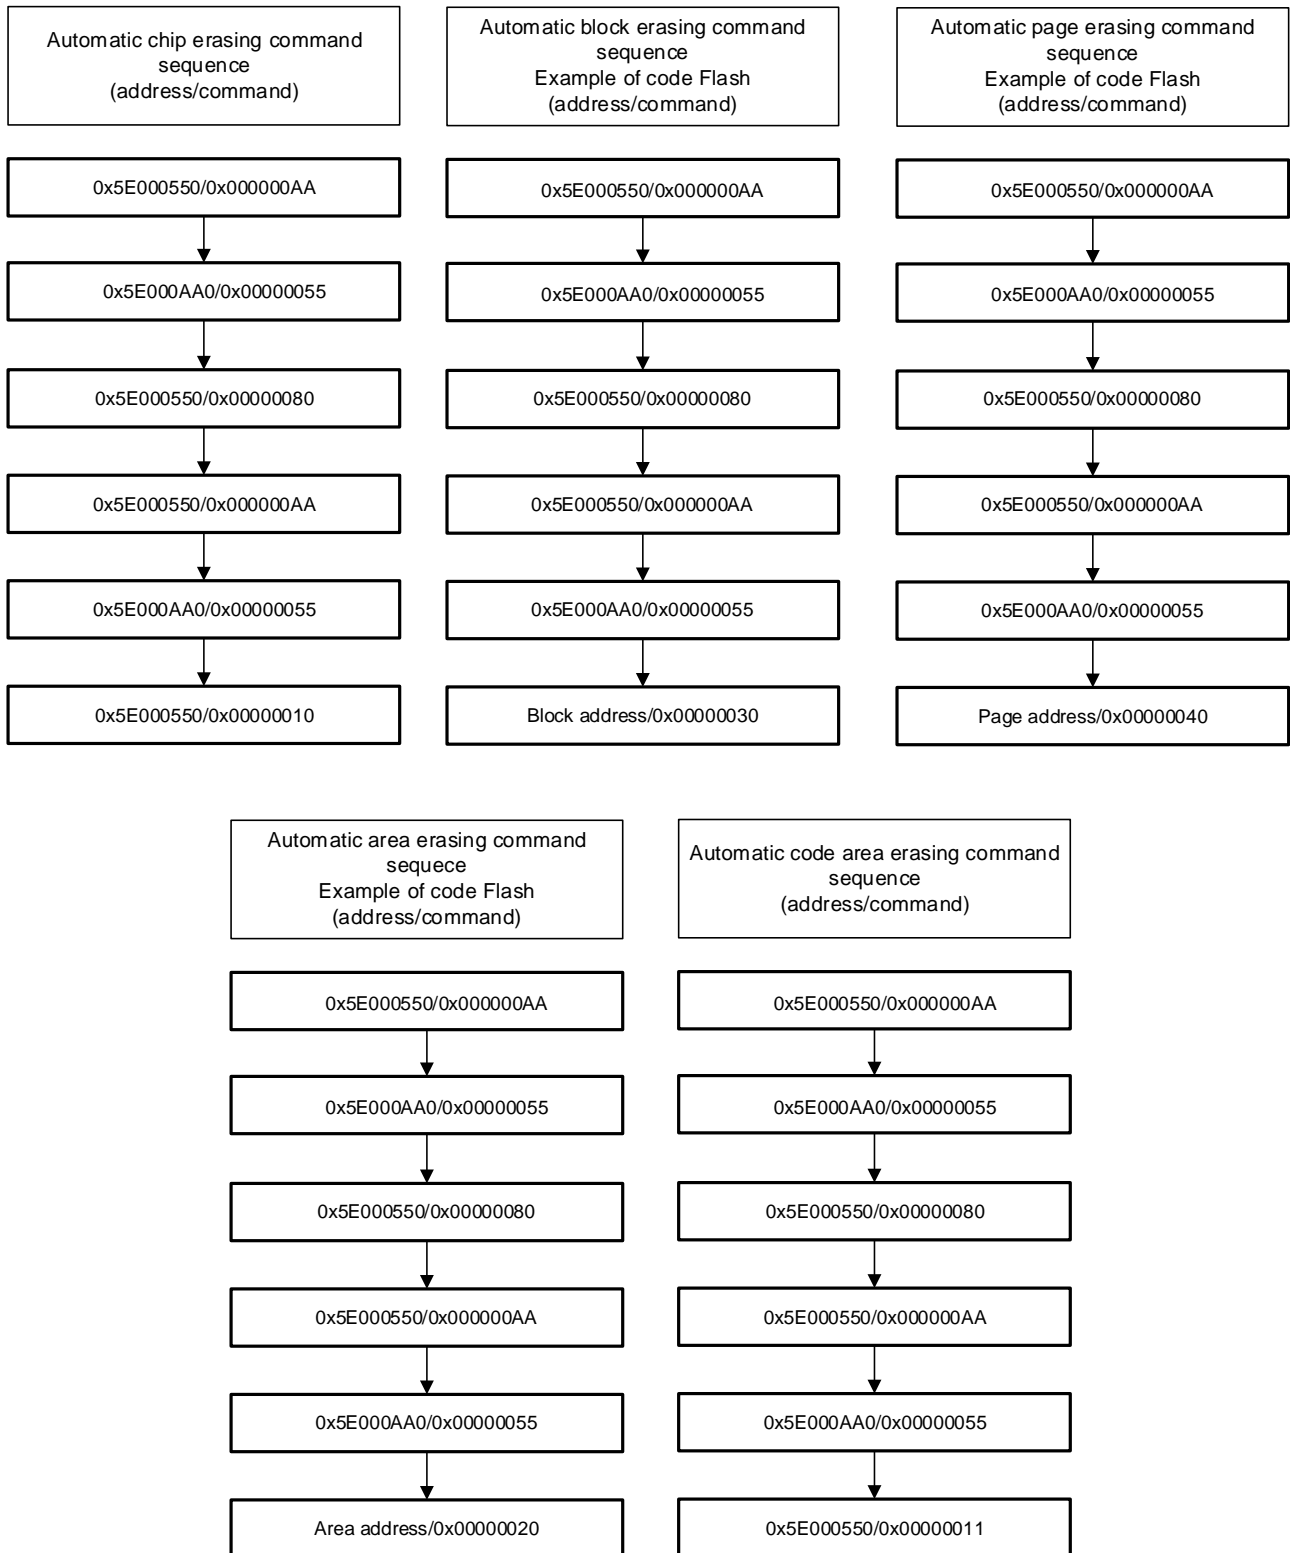 Automatic chip erasing command
sequence
(address/command)
0x5E000550/0x000000AA
0x5E000AA0/0x00000055
0x5E000550/0x00000080
0x5E000550/0x000000AA
0x5E000AA0/0x00000055
0x5E000550/0x00000010
Automatic block erasing command
sequence
Example of code Flash
(address/command)
0x5E000550/0x000000AA
0x5E000AA0/0x00000055
0x5E000550/0x00000080
0x5E000550/0x000000AA
0x5E000AA0/0x00000055
Block address/0x00000030
Automatic page erasing command
sequence
Example of code Flash
(address/command)
0x5E000550/0x000000AA
0x5E000AA0/0x00000055
0x5E000550/0x00000080
0x5E000550/0x000000AA
0x5E000AA0/0x00000055
Page address/0x00000040
Automatic area erasing command
sequece
Example of code Flash
(address/command)
0x5E000550/0x000000AA
0x5E000AA0/0x00000055
0x5E000550/0x00000080
0x5E000550/0x000000AA
0x5E000AA0/0x00000055
Area address/0x00000020
Automatic code area erasing command
sequence
(address/command)
0x5E000550/0x000000AA
0x5E000AA0/0x00000055
0x5E000550/0x00000080
0x5E000550/0x000000AA
0x5E000AA0/0x00000055
0x5E000550/0x00000011